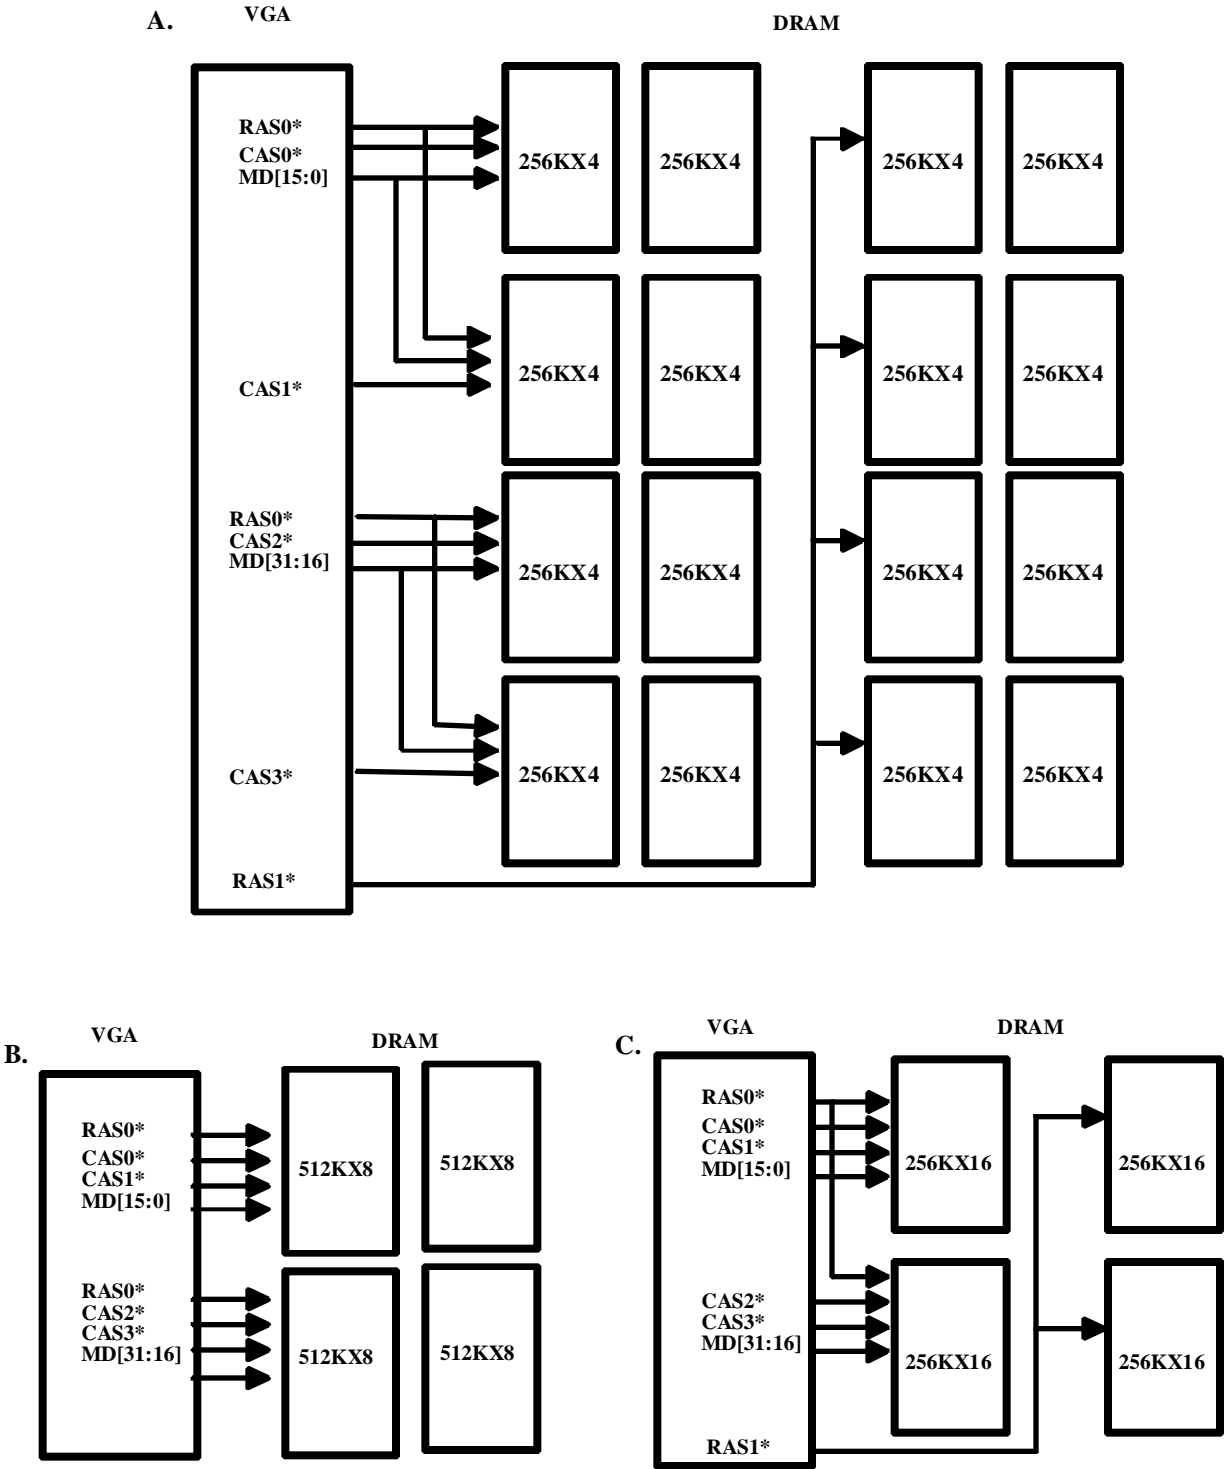 A.
VGA
DRAM
RAS0*
CAS0*
MD[15:0]
256KX4 256KX4 256KX4 256KX4
CAS1*
256KX4 256KX4 256KX4 256KX4
RAS0*
CAS2*
MD[31:16]
256KX4 256KX4 256KX4 256KX4
CAS3*
256KX4 256KX4 256KX4 256KX4
RAS1*
B.
VGA
DRAM
RAS0*
CAS0*
CAS1*
MD[15:0]
512KX8 512KX8
RAS0*
CAS2*
CAS3*
MD[31:16]
512KX8 512KX8
C.
VGA
DRAM
RAS0*
CAS0*
CAS1*
MD[15:0]
256KX16 256KX16
CAS2*
CAS3*
MD[31:16]
256KX16 256KX16
RAS1*